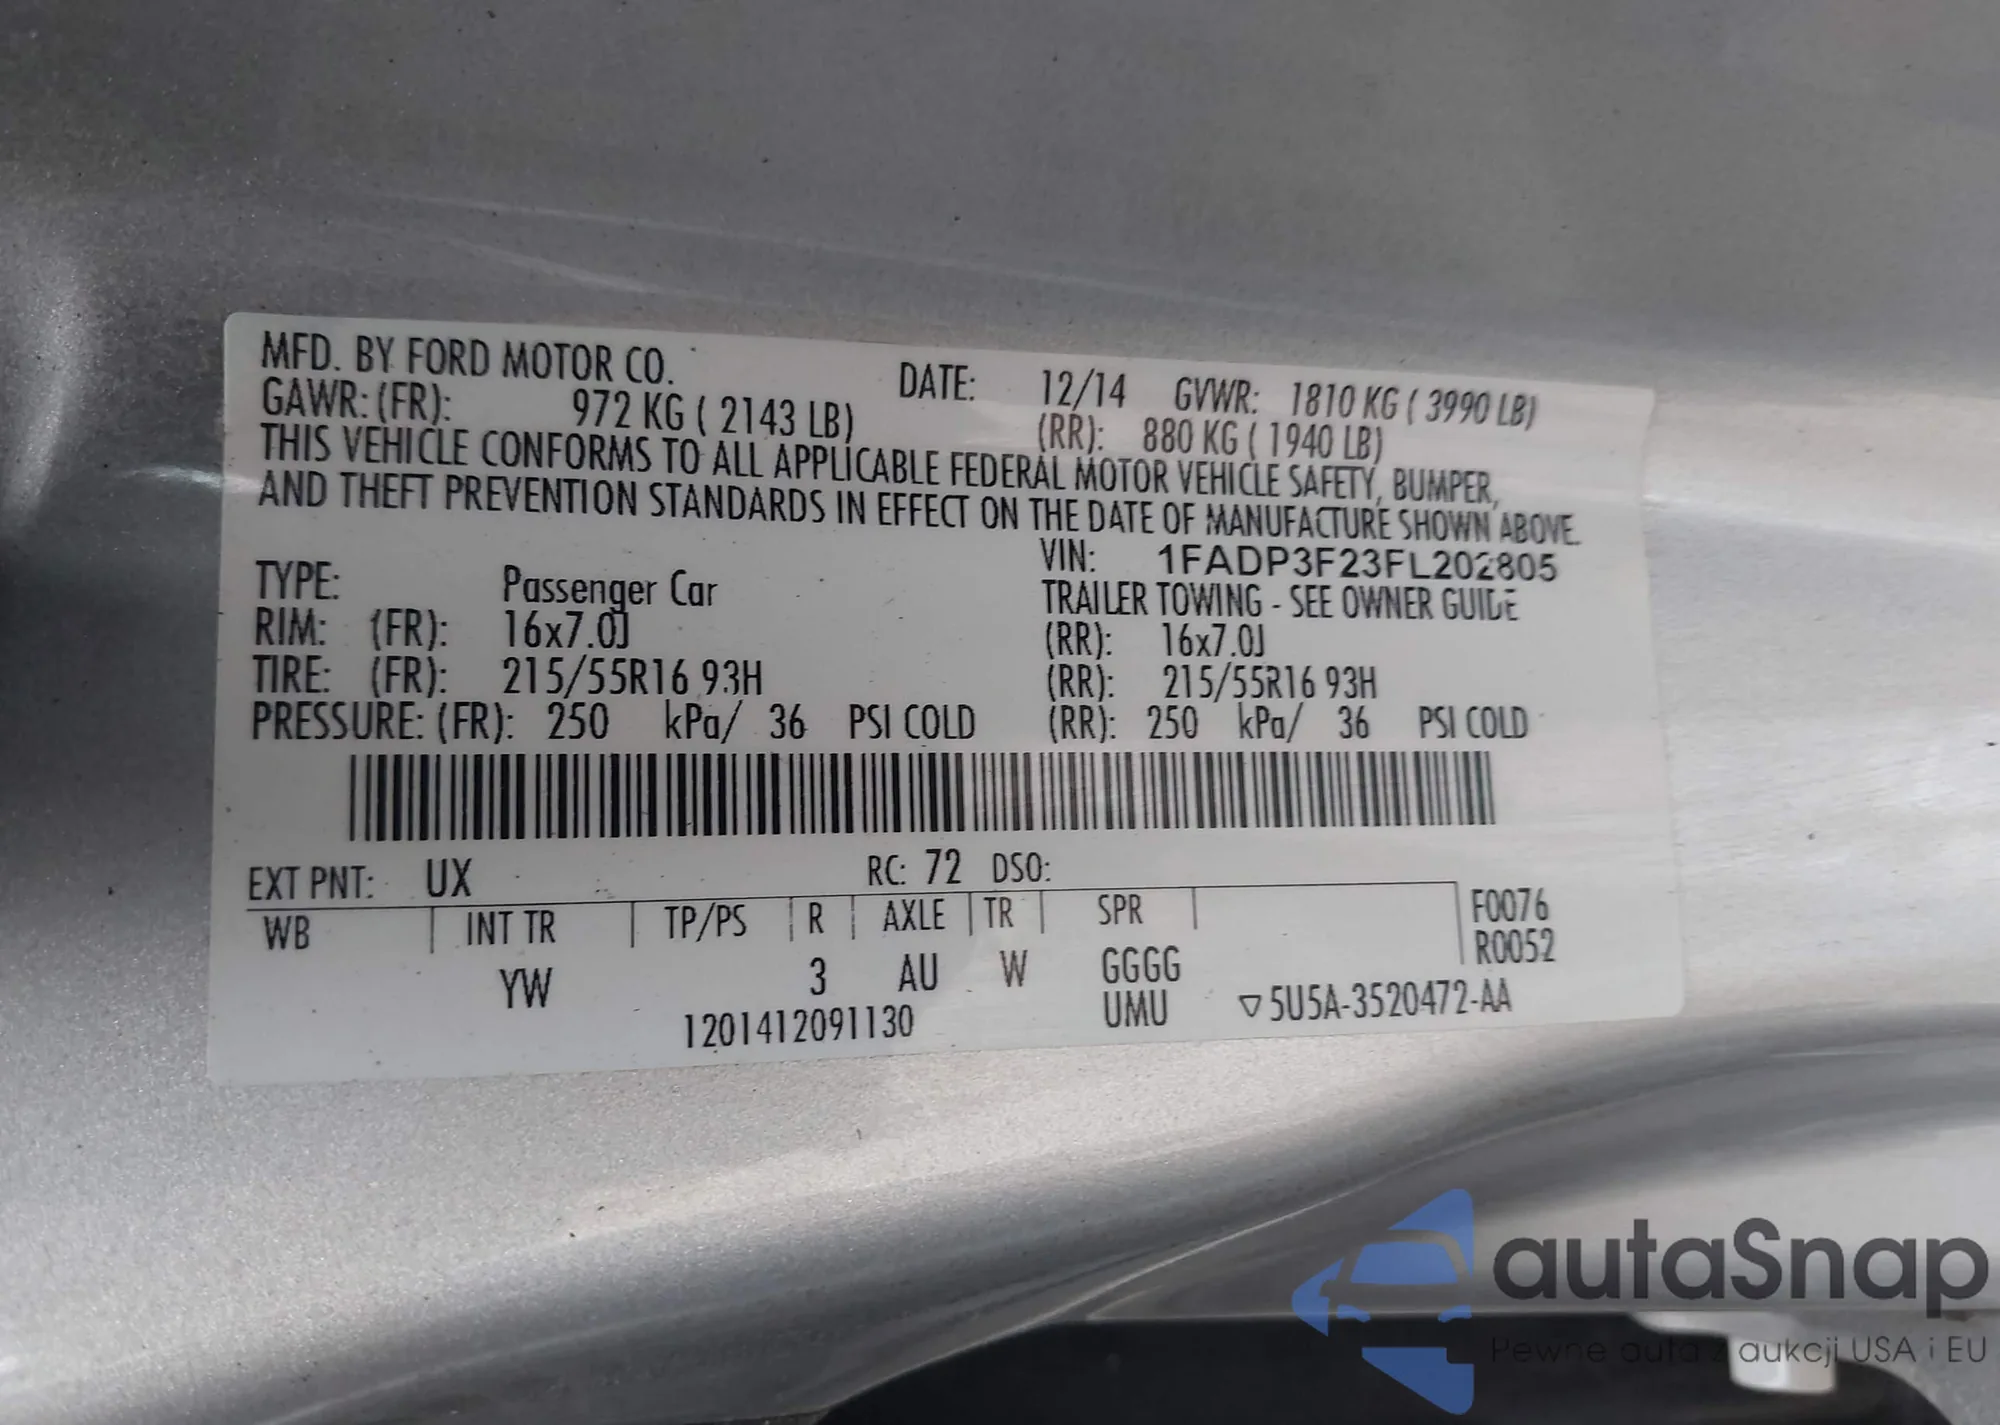 MFD. BY FORD MOTOR CO. DATE: 12/14 GVWR: 1810 KG ( 3990 LB)
GAWR: (FR): 972 KG ( 2143 LB) (RR): 880 KG ( 1940 LB)
THIS VEHICLE CONFORMS TO ALL APPLICABLE FEDERAL MOTOR VEHICLE SAFETY, BUMPER,
AND THEFT PREVENTION STANDARDS IN EFFECT ON THE DATE OF MANUFACTURE SHOWN ABOVE.
VIN: 1FADP3F23FL202805
TYPE: Passenger Car TRAILER TOWING - SEE OWNER GUIDE
RIM: (FR): 16x7.0J (RR): 16x7.0J
TIRE: (FR): 215/55R16 93H (RR): 215/55R16 93H
PRESSURE: (FR): 250 kPa/ 36 PSI COLD (RR): 250 kPa/ 36 PSI COLD
EXT PNT: UX RC: 72 DSO:
WB INT TR TP/PS R AXLE TR SPR F0076
R0052
YW 3 AU W GGGG
1201412091130 UMU ▽5U5A-3520472-AA
autaSnap
Pewne auta z aukcji USA i EU